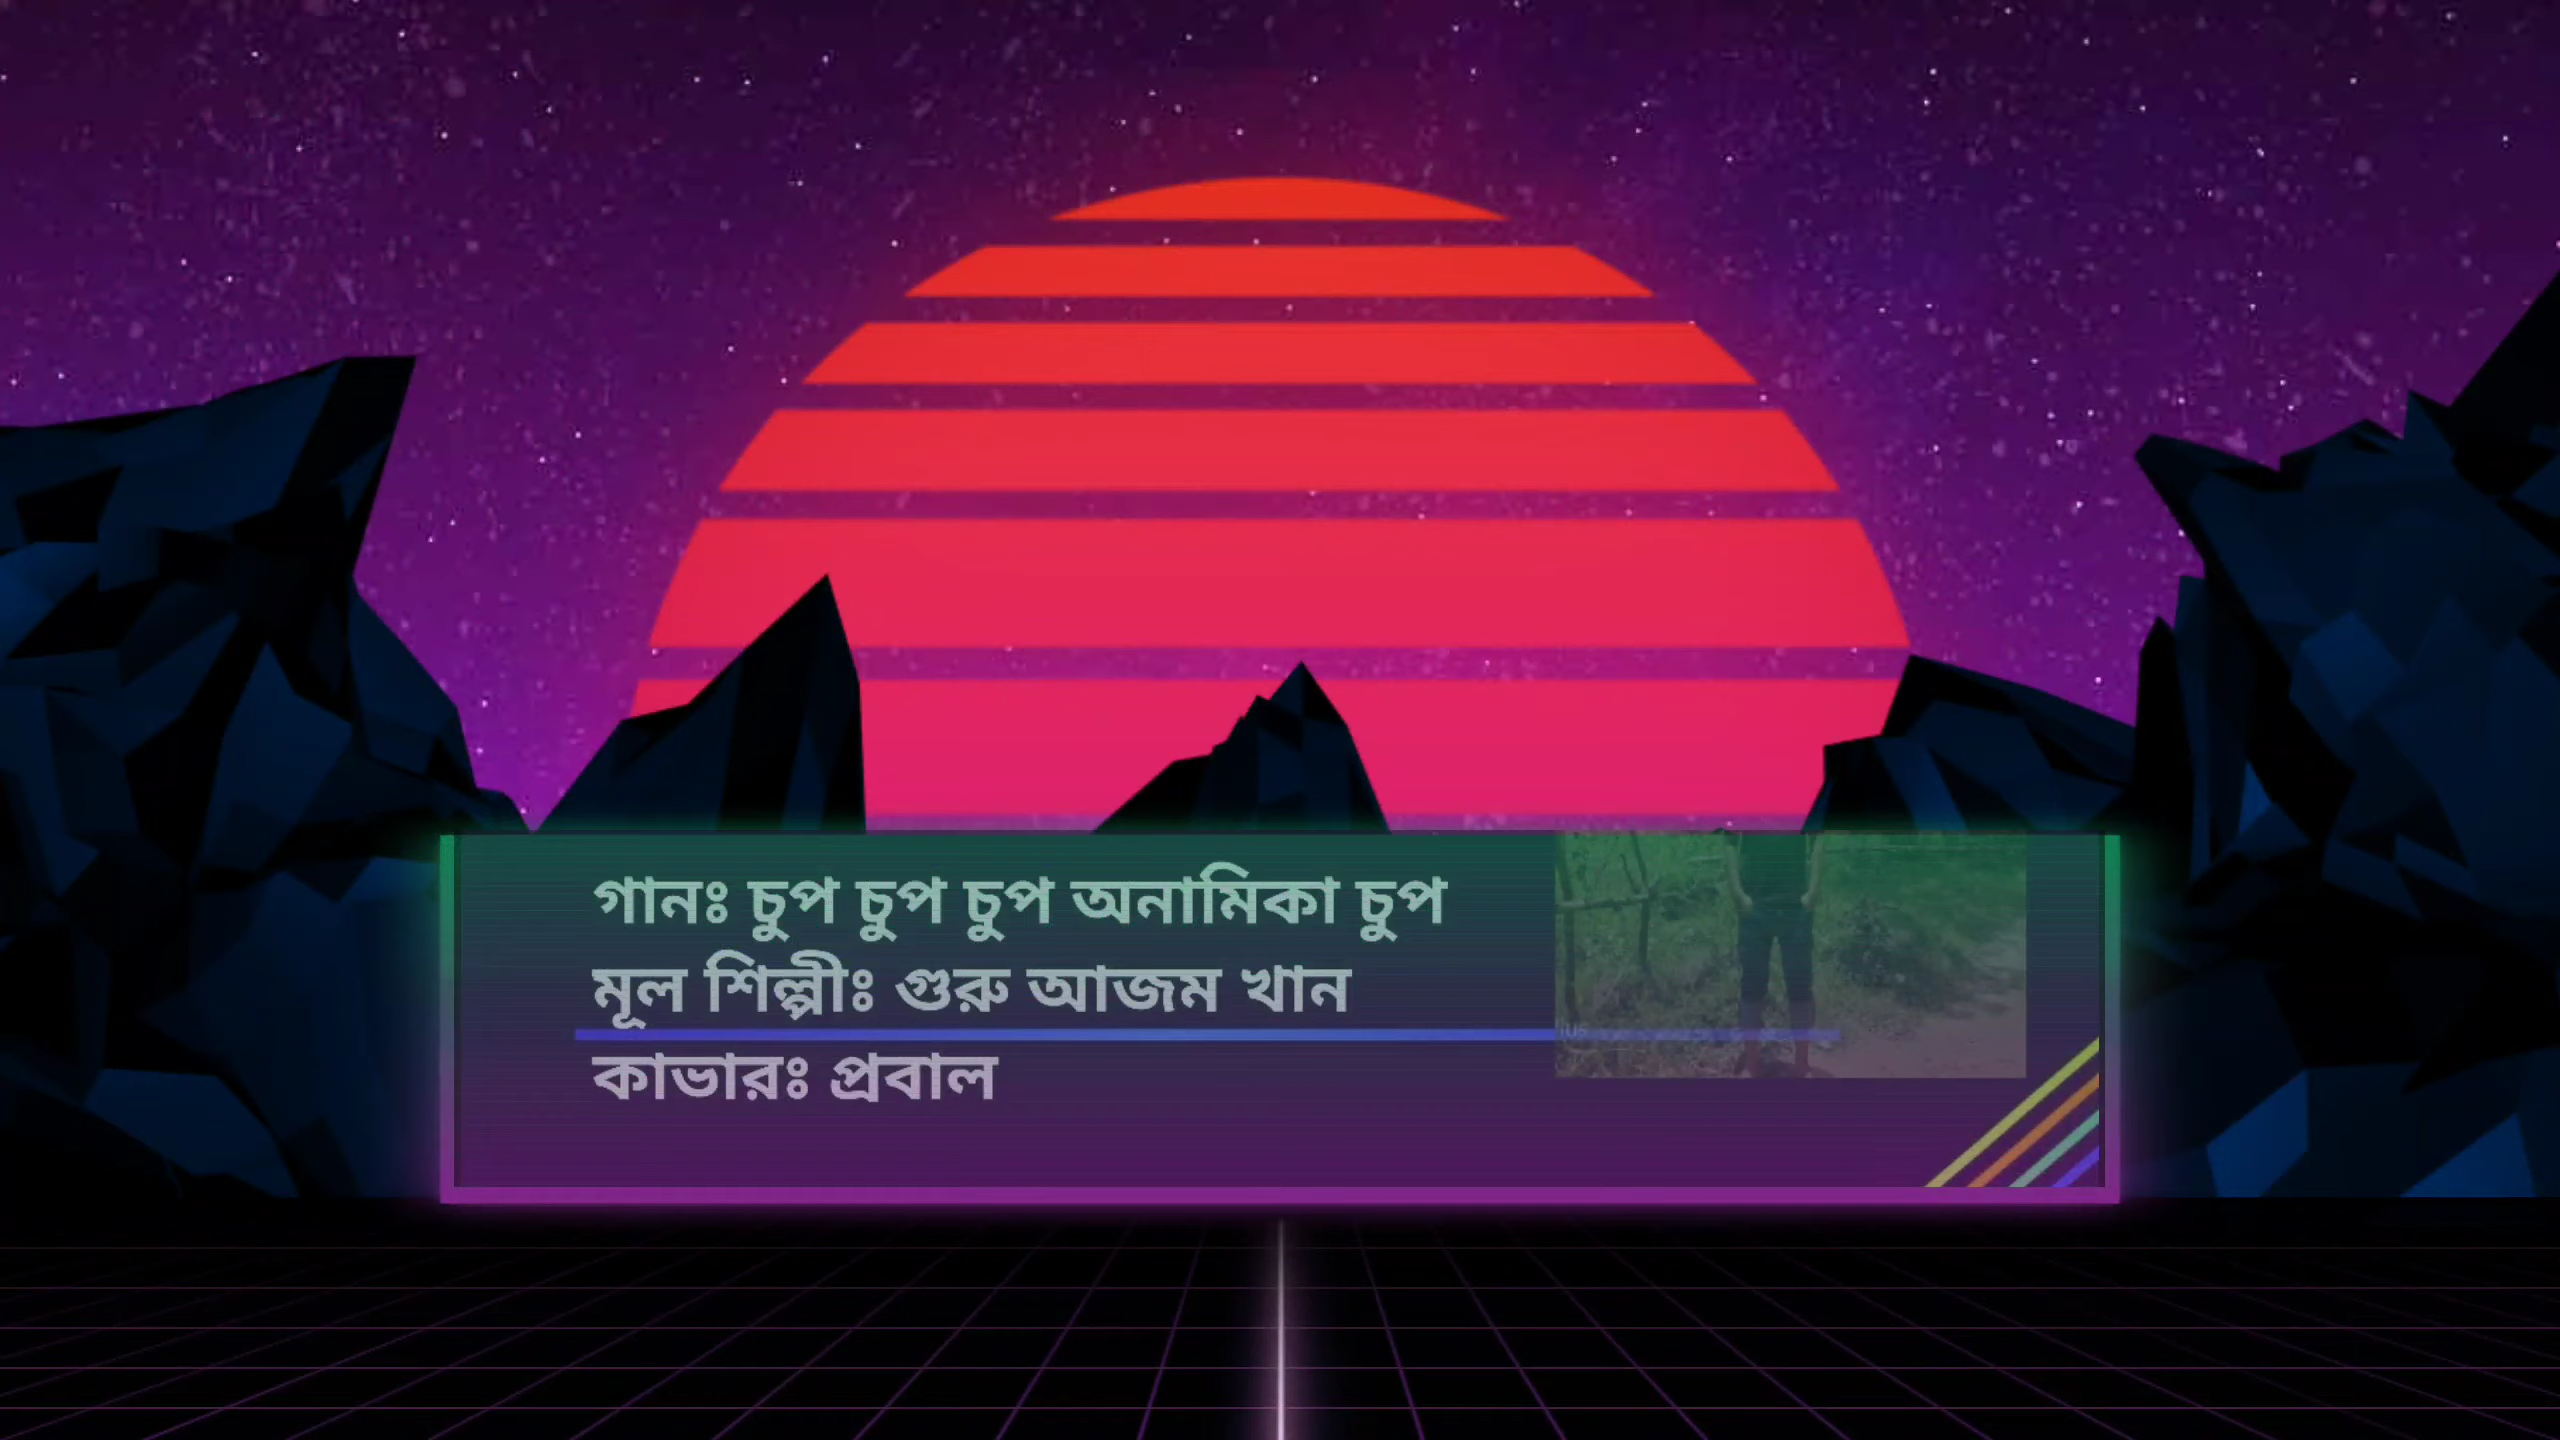 গানঃ চুপ চুপ চুপ অনামিকা চুপ
মূল শিল্পীঃ গুরু আজম খান
কাভারঃ প্রবাল